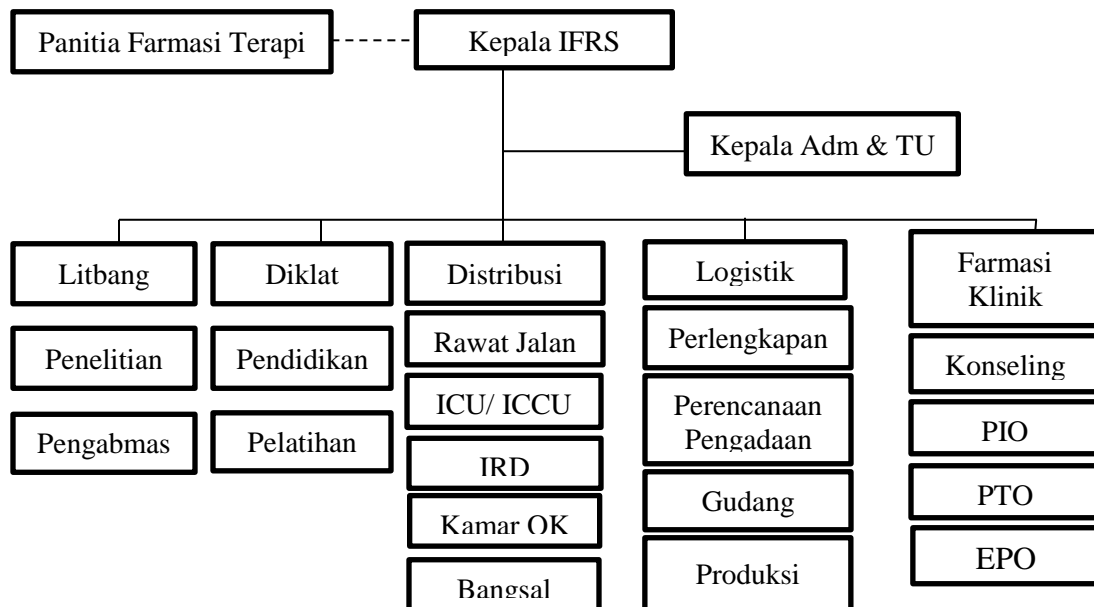 Panitia Farmasi Terapi
Kepala IFRS
Kepala Adm & TU
Litbang
Penelitian
Pengabmas
Diklat
Pendidikan
Pelatihan
Distribusi
Rawat Jalan
ICU/ ICCU
IRD
Kamar OK
Bangsal
Logistik
Perlengkapan
Perencanaan
Pengadaan
Gudang
Produksi
Farmasi
Klinik
Konseling
PIO
PTO
EPO